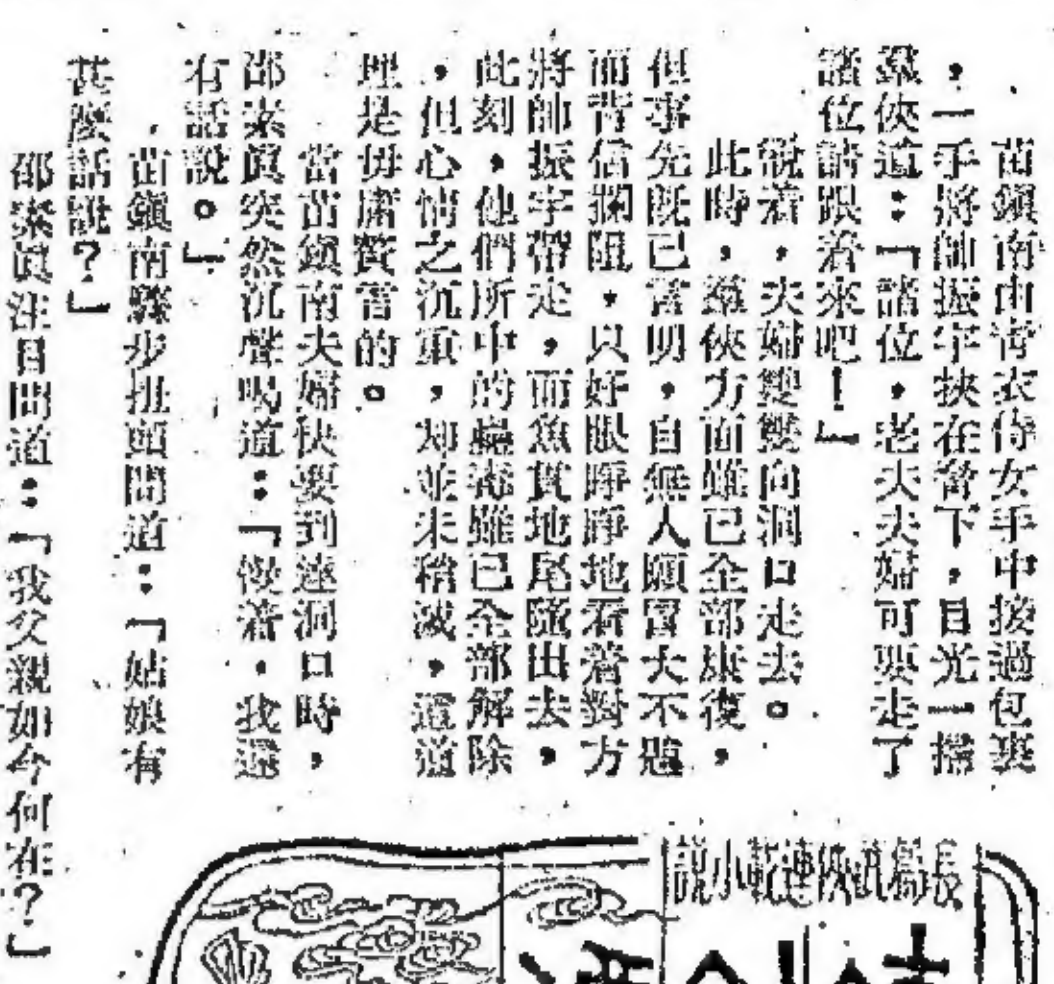 苗鎮南由青衣侍女手中接過包裹
，一手將帥振宇挾在脅下，目光一掃
羣俠道：「諸位，老夫夫婦可要走了
諸位請跟着來吧！」
說着，夫婦雙雙向洞口走去。
此時，羣俠方面雖已全部康復，
但事先既已言明，自無人願冒大不韙
而背信攔阻，只好眼睜睜地看着對方
將帥振宇帶走，而魚貫地尾隨出去，
此刻，他們所中的蠱毒雖已全部解除
，但心情之沉重，却並未稍減，這道
理是毋庸贅言的。
當苗鎮南夫婦快要到達洞口時，
邵素眞突然沉聲喝道：「慢着，我還
有話說。」
苗鎮南驟步扭頭問道：「姑娘有
甚麼話說？」
邵素眞注目問道：「我父親如今何在？」
長篇武俠連載小說